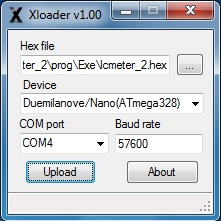 Xloader v1.00
Hex file
ter_2\prog\Exe\lcmeter_2.hex
...
Device
Duemilanove/Nano(ATmega328)
COM port
Baud rate
COM4
57600
Upload
About